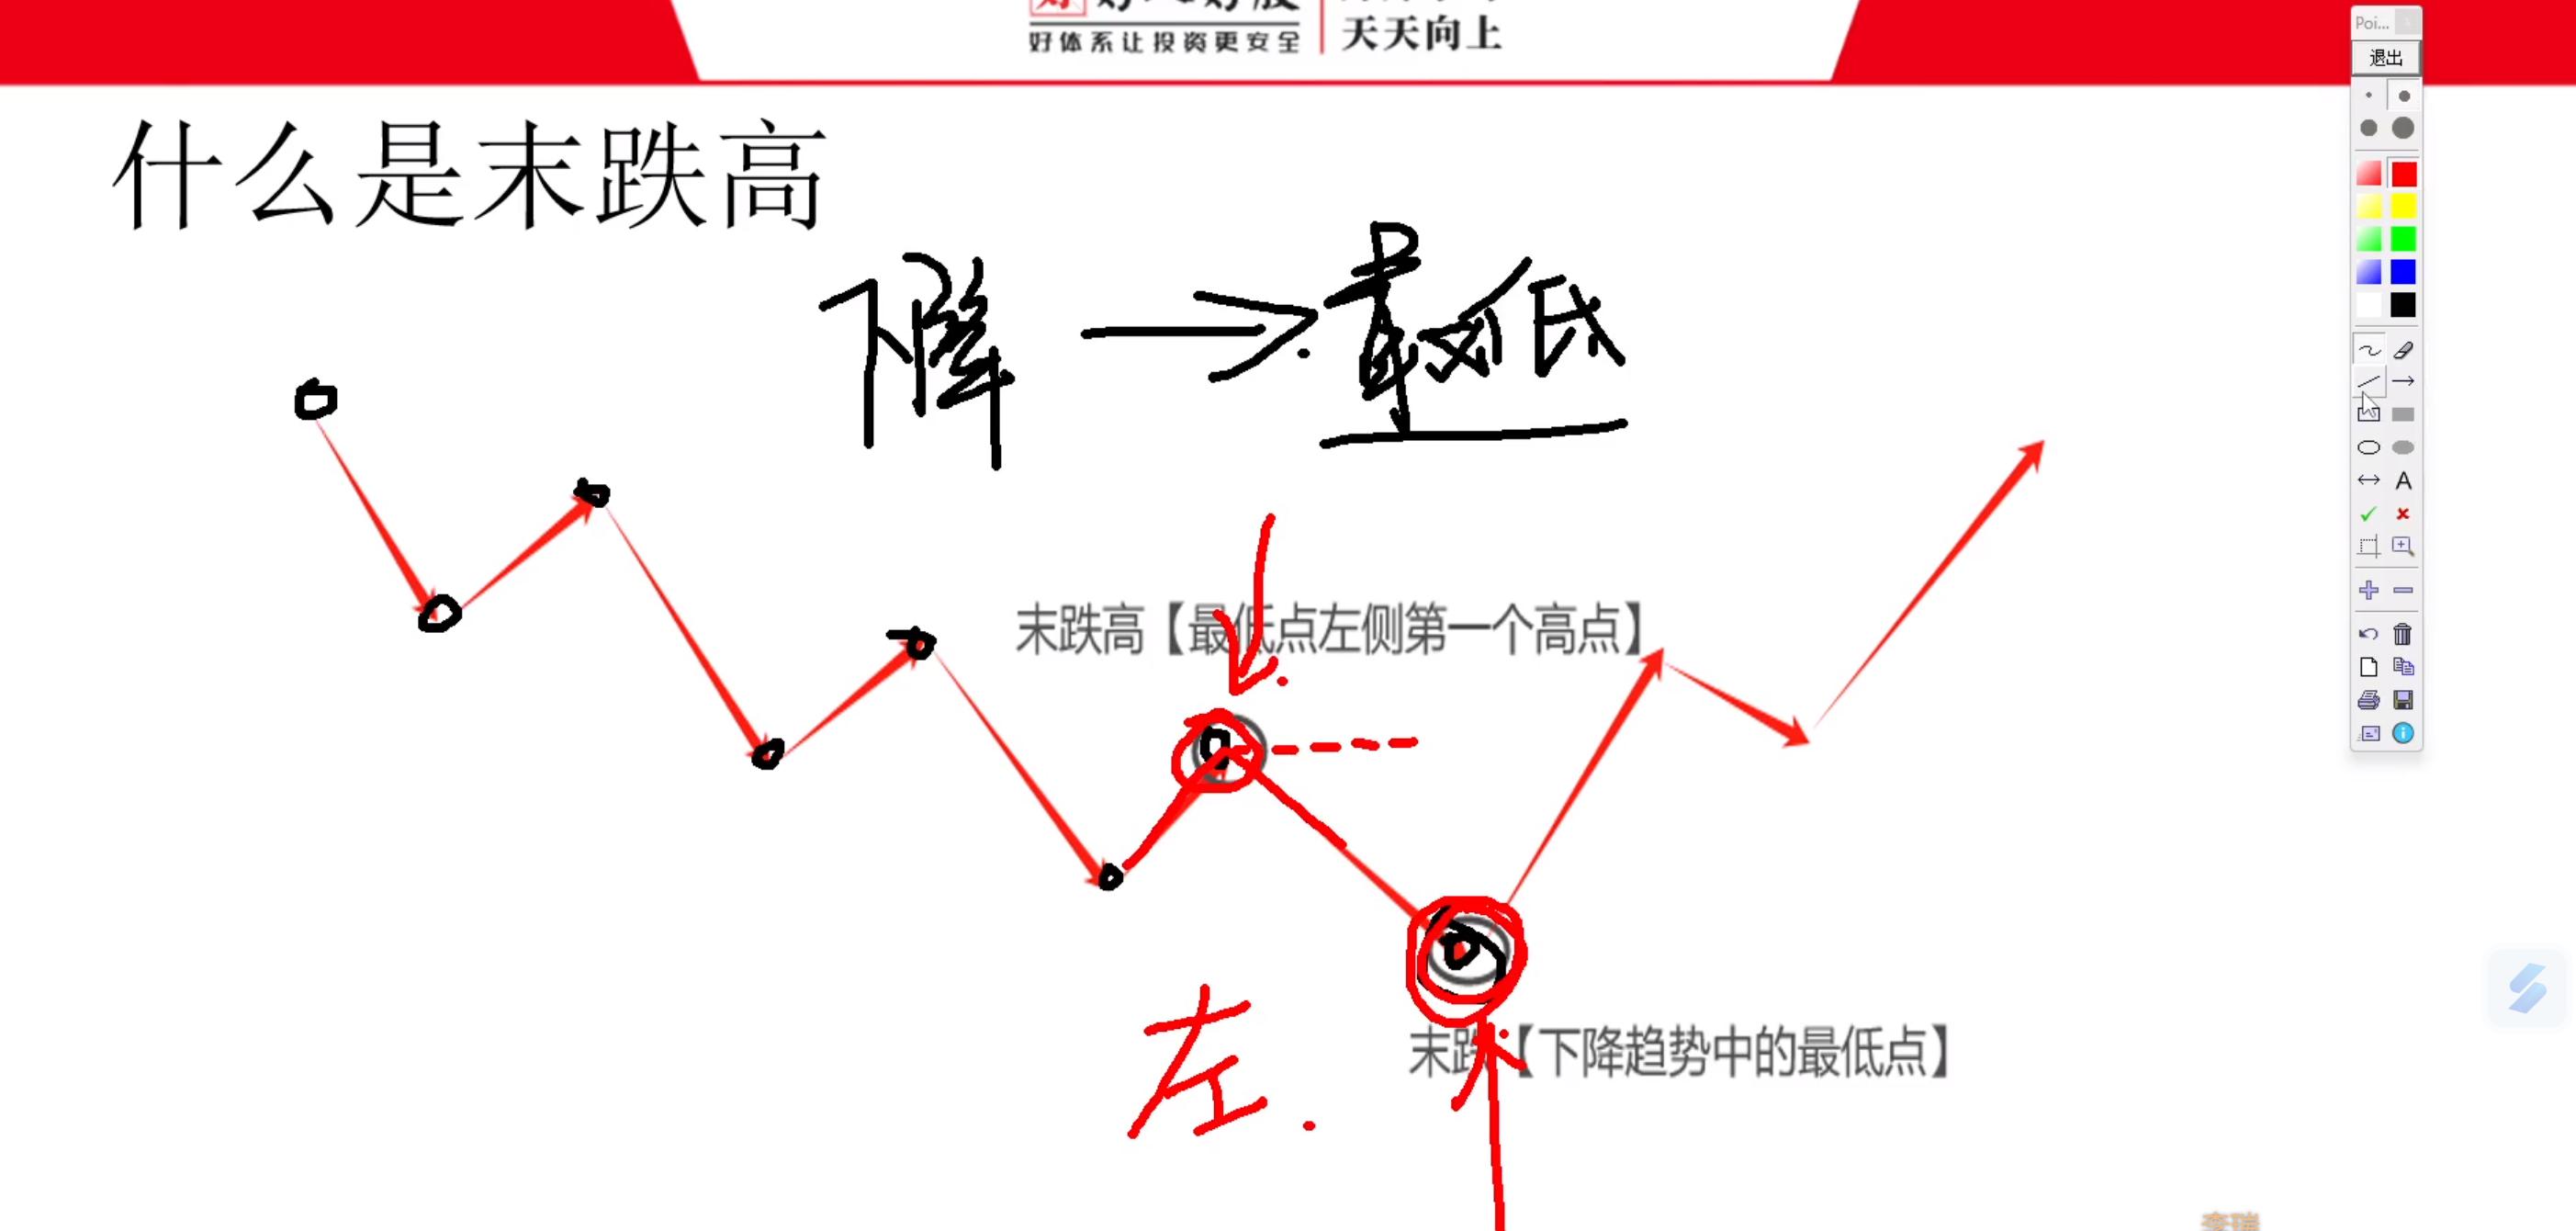 好体系让投资更安全
天天向上
Poi...
退出
什么是末跌高
下降 → 最低
末跌高【最低点左侧第一个高点】
左.
末跌【下降趋势中的最低点】